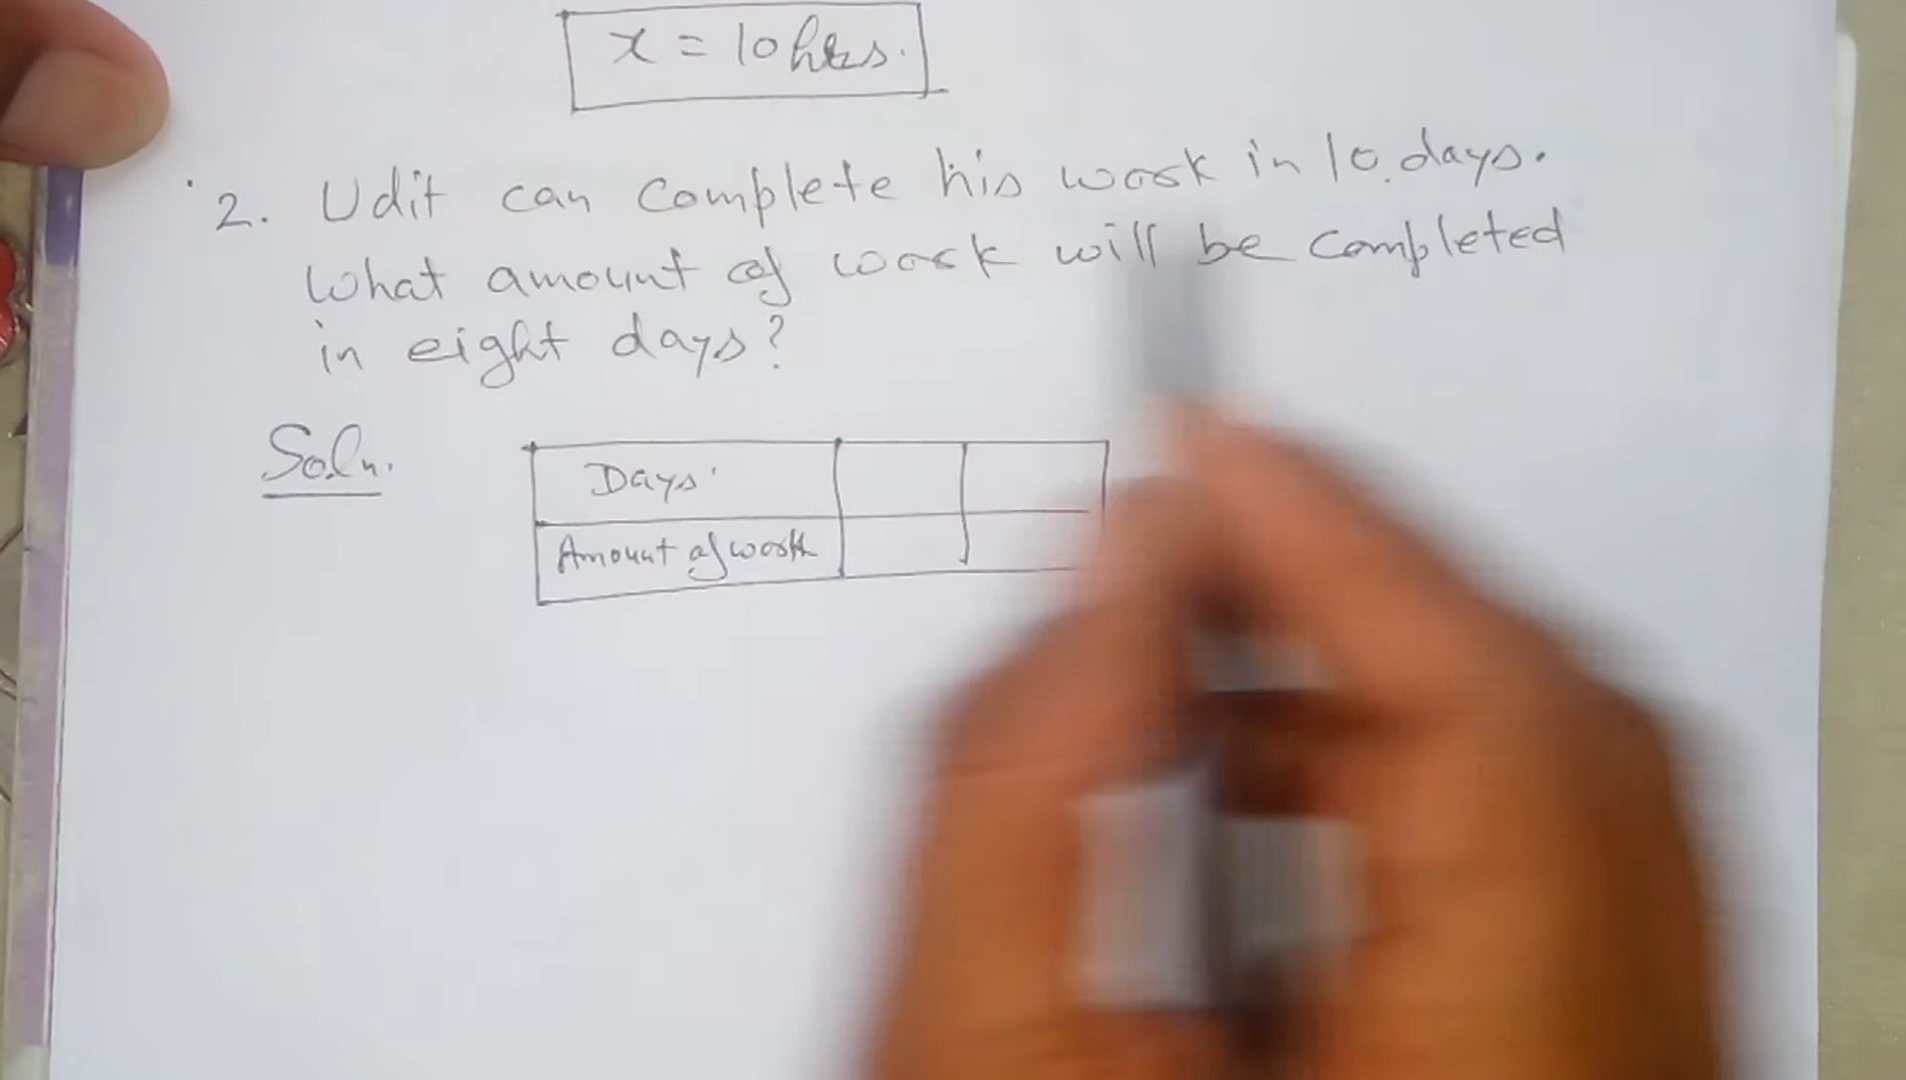 x = 10 hrs.
2. Udit can complete his work in 10 days.
What amount of work will be completed
in eight days?
Soln.
Days
Amount of work